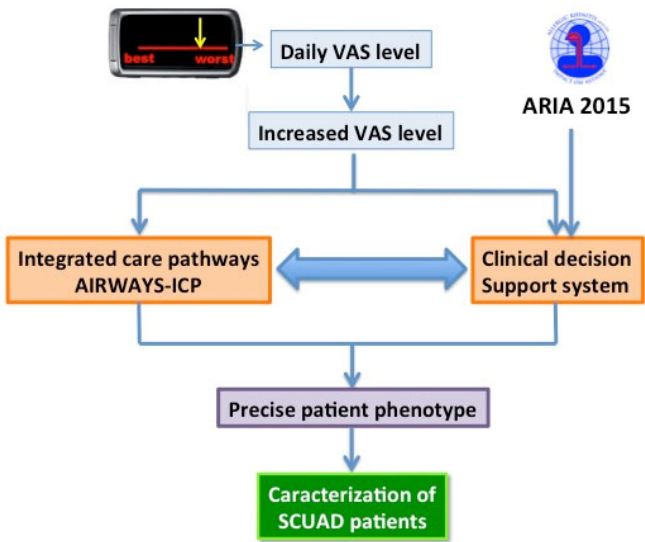 best worst
Daily VAS level
ARIA 2015
Increased VAS level
Integrated care pathways
AIRWAYS-ICP
Clinical decision
Support system
Precise patient phenotype
Caracterization of
SCUAD patients